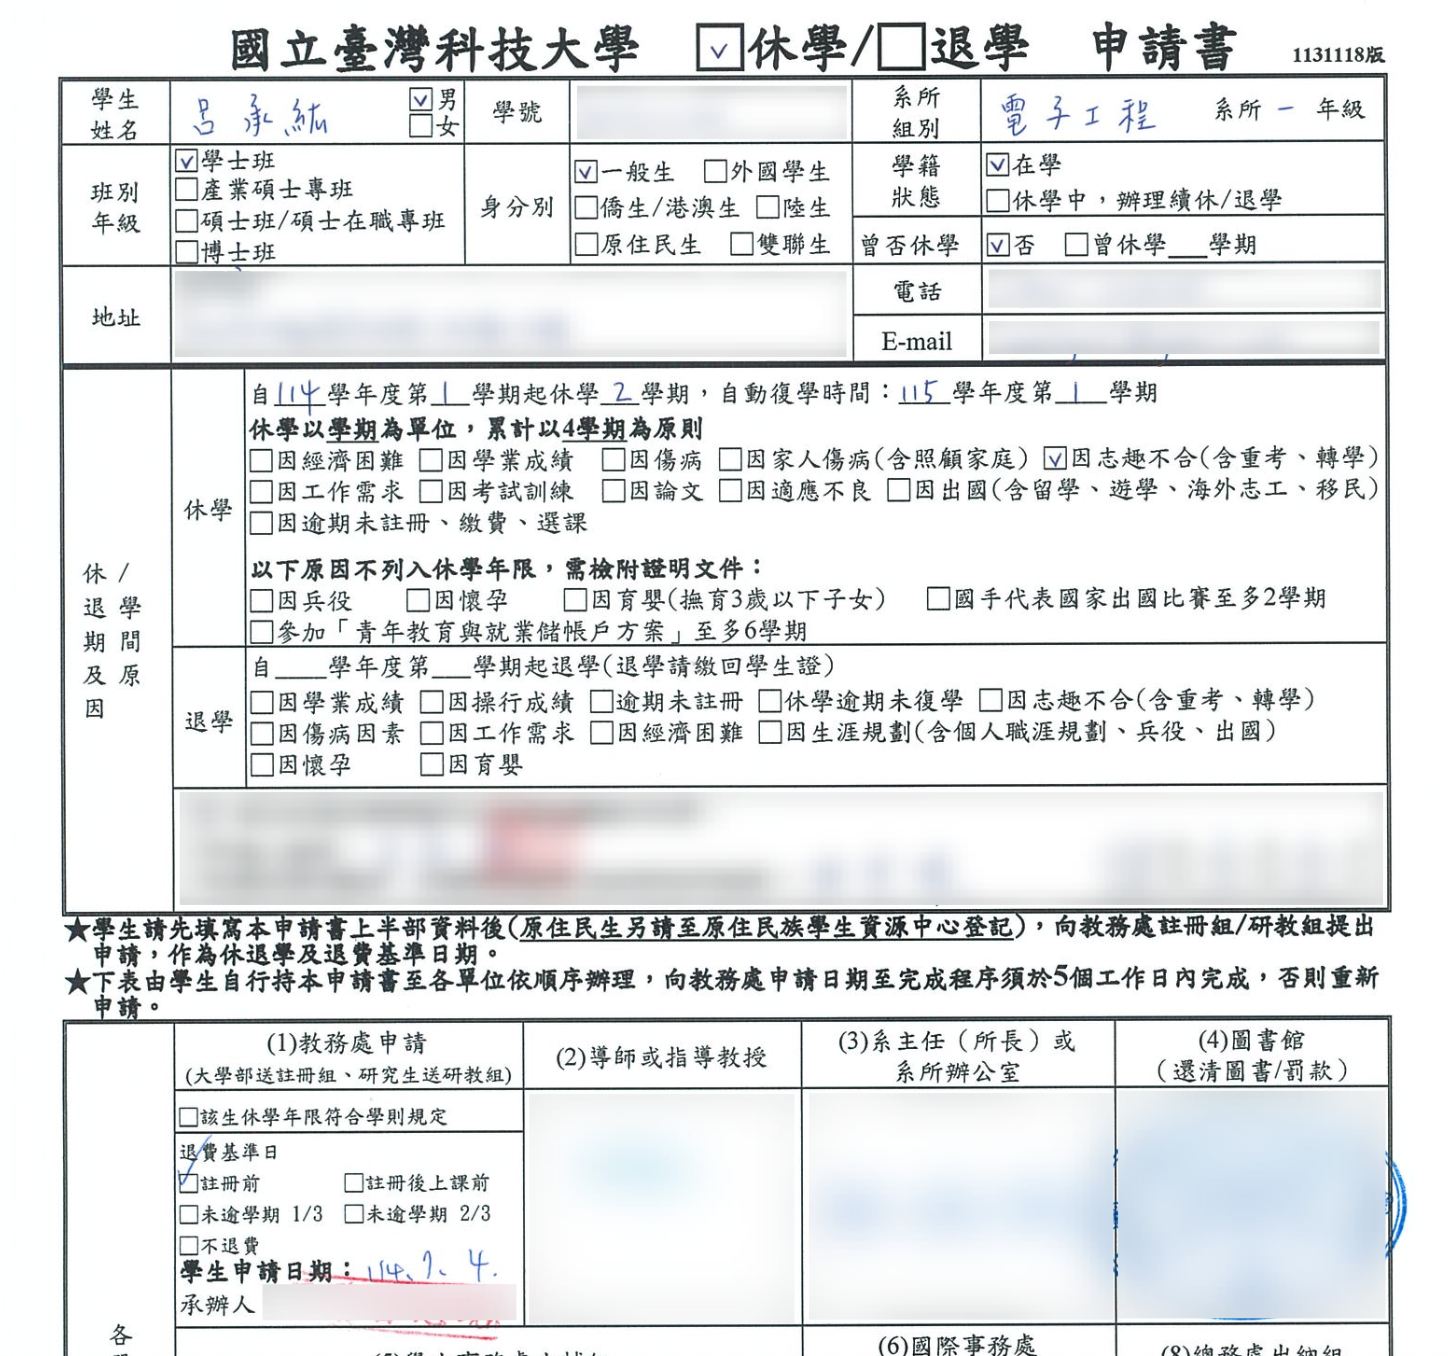 國立臺灣科技大學 ☑休學/☐退學 申請書 1131118版
學生姓名 呂承紘 ☑男 ☐女 學號 系所組別 電子工程 系所 一 年級
班別年級 ☑學士班
☐產業碩士專班
☐碩士班/碩士在職專班
☐博士班
身分別 ☑一般生 ☐外國學生
☐僑生/港澳生 ☐陸生
☐原住民生 ☐雙聯生
學籍狀態 ☑在學
☐休學中，辦理續休/退學
曾否休學 ☑否 ☐曾休學___學期
地址
電話
E-mail
休/退學期間及原因
休學
自114學年度第1學期起休學2學期，自動復學時間：115學年度第1學期
休學以學期為單位，累計以4學期為原則
☐因經濟困難 ☐因學業成績 ☐因傷病 ☐因家人傷病(含照顧家庭) ☑因志趣不合(含重考、轉學)
☐因工作需求 ☐因考試訓練 ☐因論文 ☐因適應不良 ☐因出國(含留學、遊學、海外志工、移民)
☐因逾期未註冊、繳費、選課
以下原因不列入休學年限，需檢附證明文件：
☐因兵役 ☐因懷孕 ☐因育嬰(撫育3歲以下子女) ☐國手代表國家出國比賽至多2學期
☐參加「青年教育與就業儲帳戶方案」至多6學期
退學
自____學年度第___學期起退學(退學請繳回學生證)
☐因學業成績 ☐因操行成績 ☐逾期未註冊 ☐休學逾期未復學 ☐因志趣不合(含重考、轉學)
☐因傷病因素 ☐因工作需求 ☐因經濟困難 ☐因生涯規劃(含個人職涯規劃、兵役、出國)
☐因懷孕 ☐因育嬰
★學生請先填寫本申請書上半部資料後(原住民生另請至原住民族學生資源中心登記)，向教務處註冊組/研教組提出
申請，作為休退學及退費基準日期。
★下表由學生自行持本申請書至各單位依順序辦理，向教務處申請日期至完成程序須於5個工作日內完成，否則重新
申請。
(1)教務處申請
(大學部送註冊組、研究生送研教組)
(2)導師或指導教授
(3)系主任（所長）或
系所辦公室
(4)圖書館
（還清圖書/罰款）
☐該生休學年限符合學則規定
退費基準日
☑註冊前 ☐註冊後上課前
☐未逾學期 1/3 ☐未逾學期 2/3
☐不退費
學生申請日期：114.7.4.
承辦人
各
(6)國際事務處
(8)總務處出納組